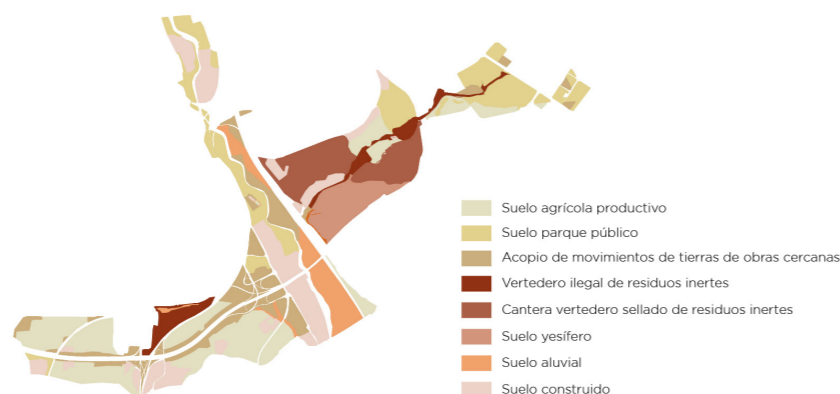 Suelo agrícola productivo
Suelo parque público
Acopio de movimientos de tierras de obras cercanas
Vertedero ilegal de residuos inertes
Cantera vertedero sellado de residuos inertes
Suelo yesífero
Suelo aluvial
Suelo construido